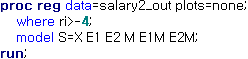 proc reg data=salary2_out plots=none;
where ri>-4;
model S=X E1 E2 M E1M E2M;
run;